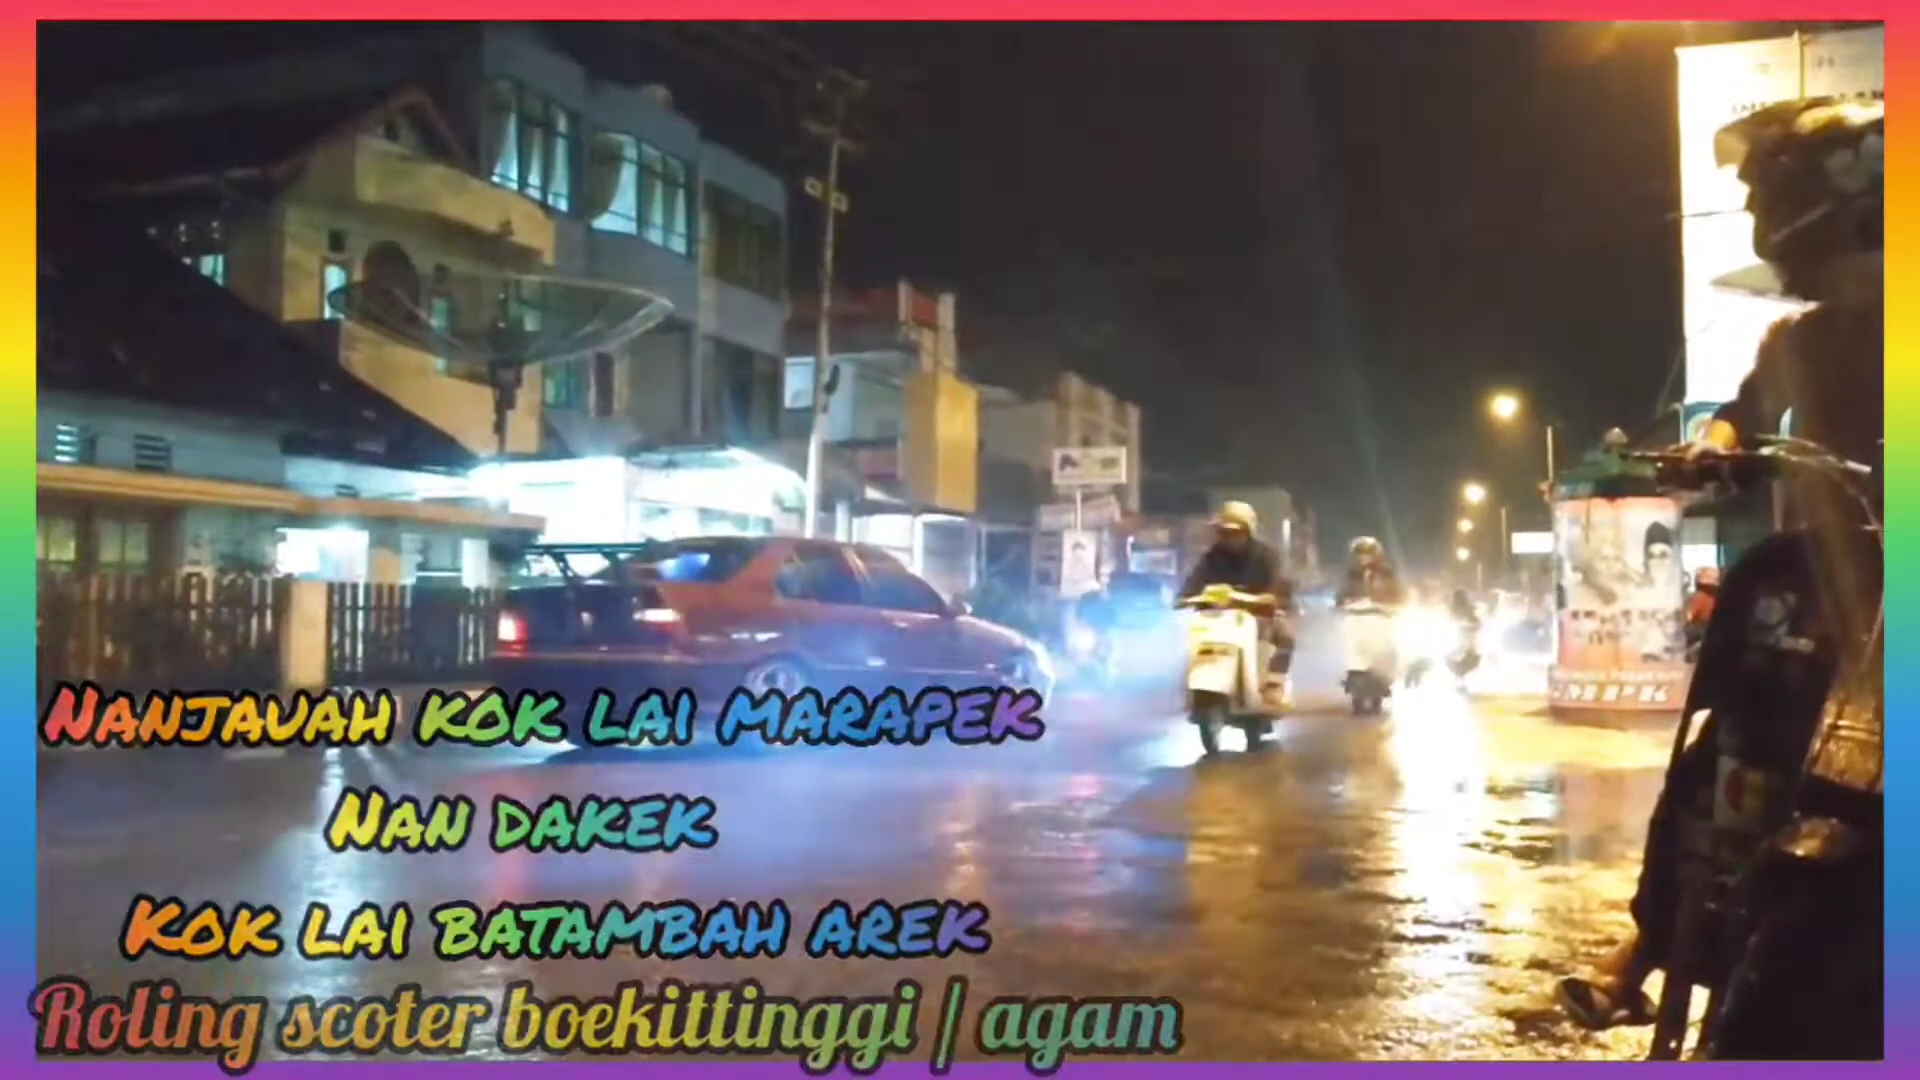 Nanjauah kok lai marapek
Nan dakek
Kok lai batambah arek
Roling scoter boekittinggi / agam